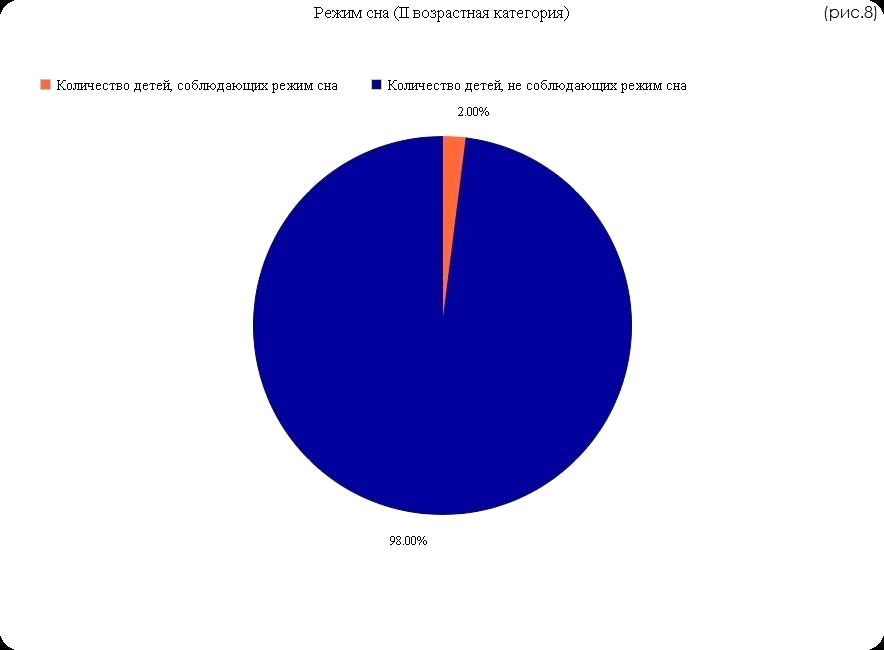 Режим сна (II возрастная категория)
(рис.8)
Количество детей, соблюдающих режим сна
Количество детей, не соблюдающих режим сна
2.00%
98.00%